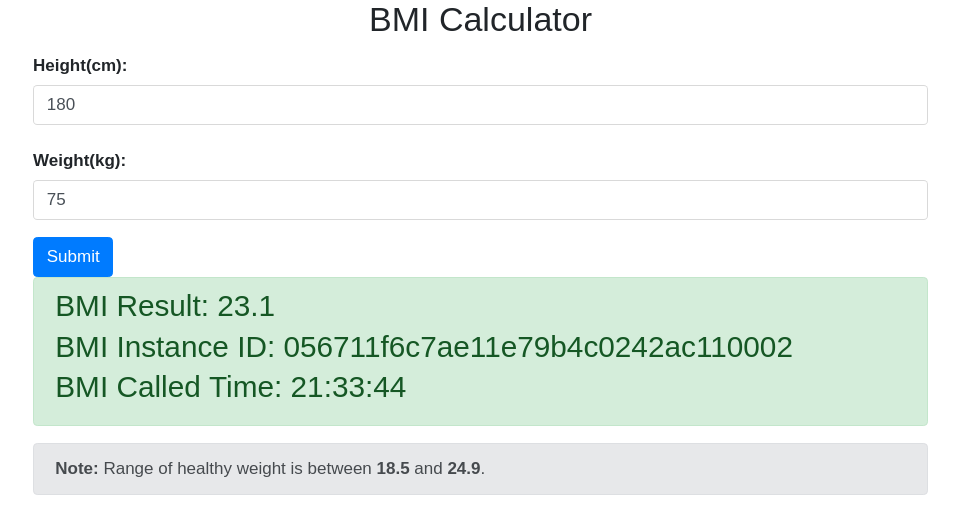 BMI Calculator
Height(cm):
180
Weight(kg):
75
Submit
BMI Result: 23.1
BMI Instance ID: 056711f6c7ae11e79b4c0242ac110002
BMI Called Time: 21:33:44
Note: Range of healthy weight is between 18.5 and 24.9.